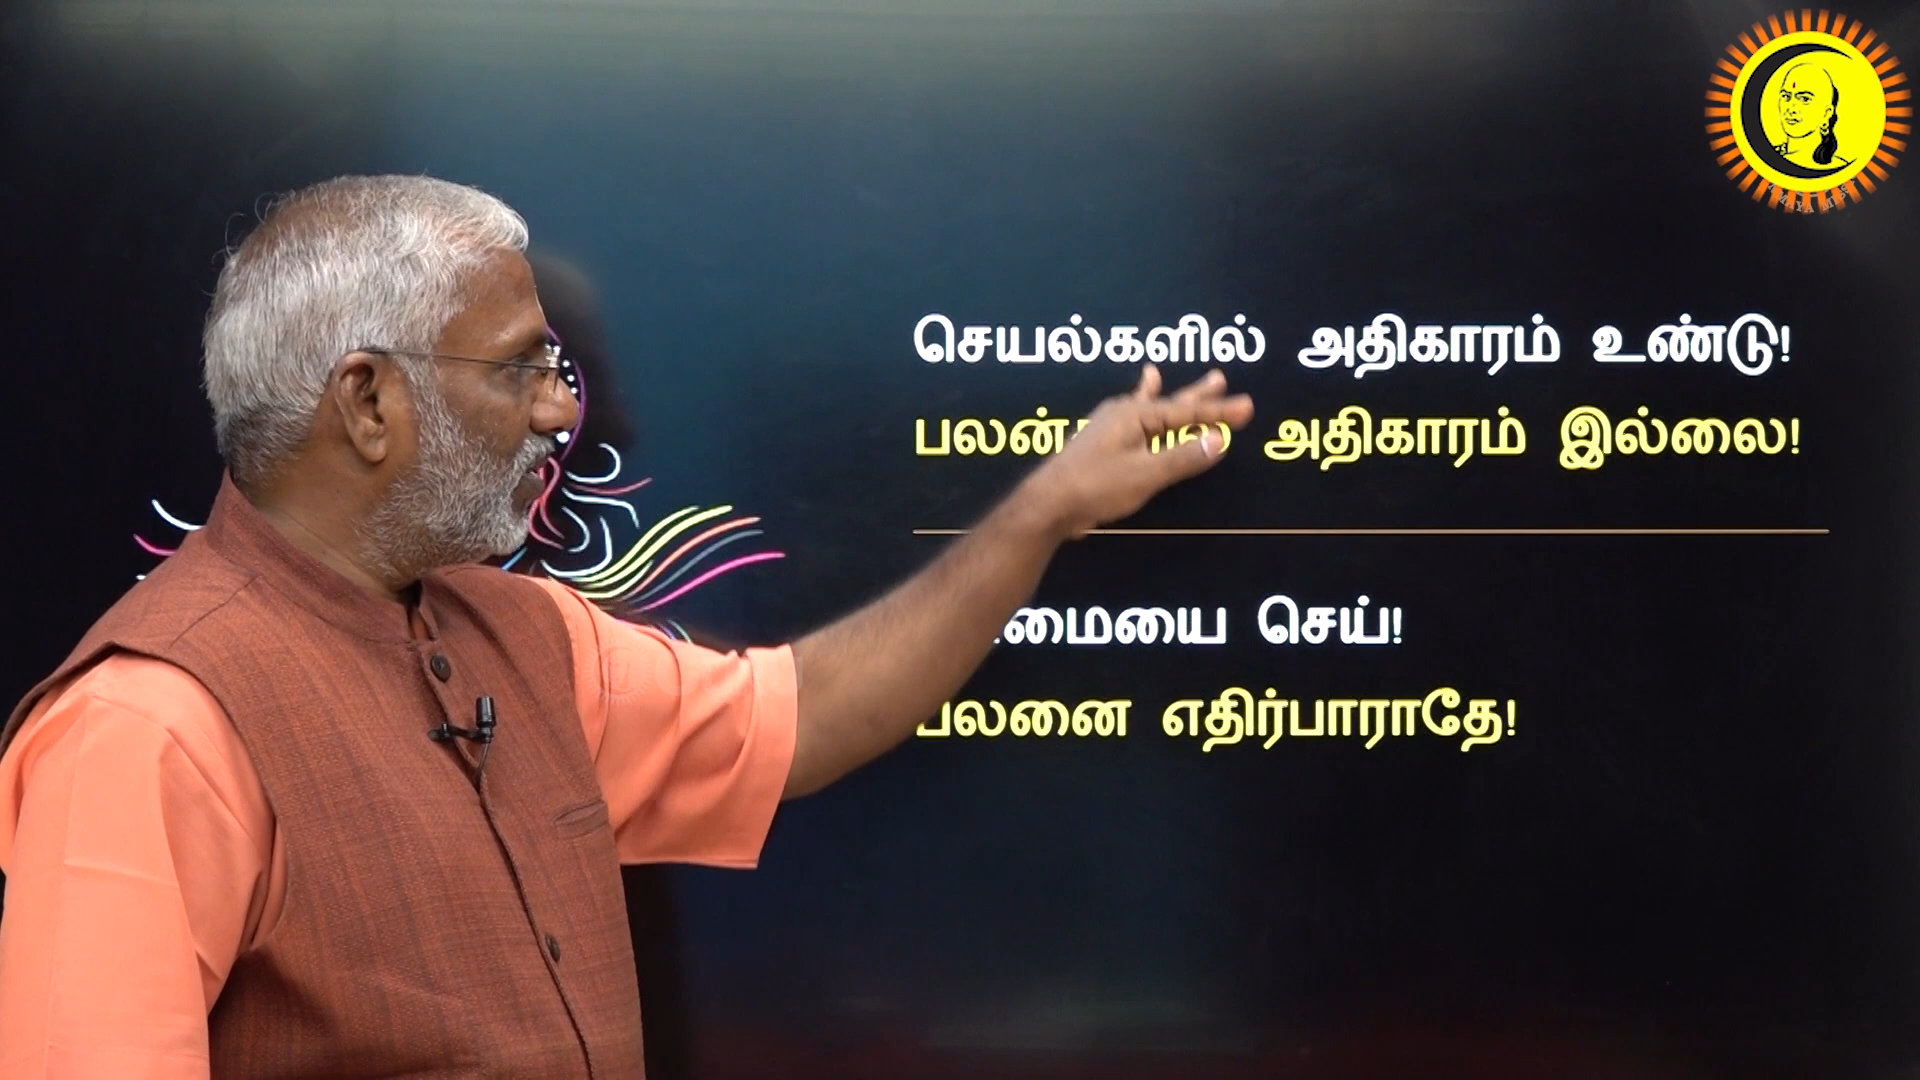 செயல்களில் அதிகாரம் உண்டு!
அதிகாரம் இல்லை!
செய்!
பலனை எதிர்பாராதே!